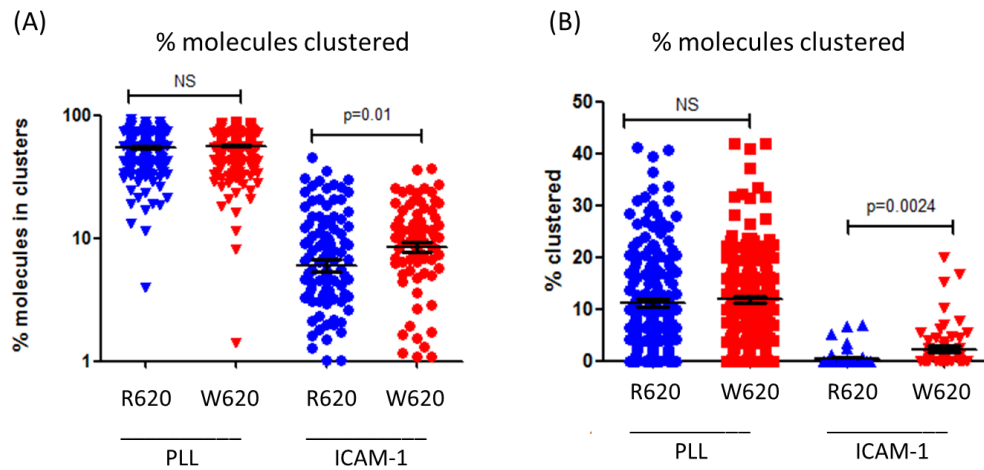 (A)
% molecules clustered
% molecules in clusters
100
10
1
NS
p=0.01
R620 W620 R620 W620
PLL ICAM-1
(B)
% molecules clustered
% clustered
50
40
30
20
10
0
NS
p=0.0024
R620 W620 R620 W620
PLL ICAM-1